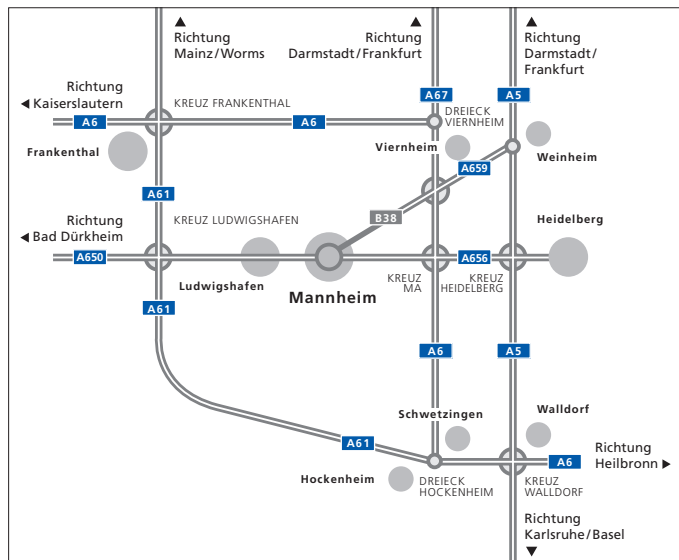 ▲
Richtung
Mainz/Worms
▲
Richtung
Darmstadt/Frankfurt
▲
Richtung
Darmstadt/
Frankfurt
Richtung
◄ Kaiserslautern
A67
A5
KREUZ FRANKENTHAL
DREIECK
VIERNHEIM
A6
A6
Frankenthal
Viernheim
Weinheim
A659
A61
B38
Richtung
◄ Bad Dürkheim
KREUZ LUDWIGSHAFEN
Heidelberg
A650
A656
Ludwigshafen
Mannheim
KREUZ
MA
KREUZ
HEIDELBERG
A61
A6
A5
Schwetzingen
Walldorf
A61
Richtung
Heilbronn ►
A6
Hockenheim
DREIECK
HOCKENHEIM
KREUZ
WALLDORF
Richtung
Karlsruhe/Basel
▼